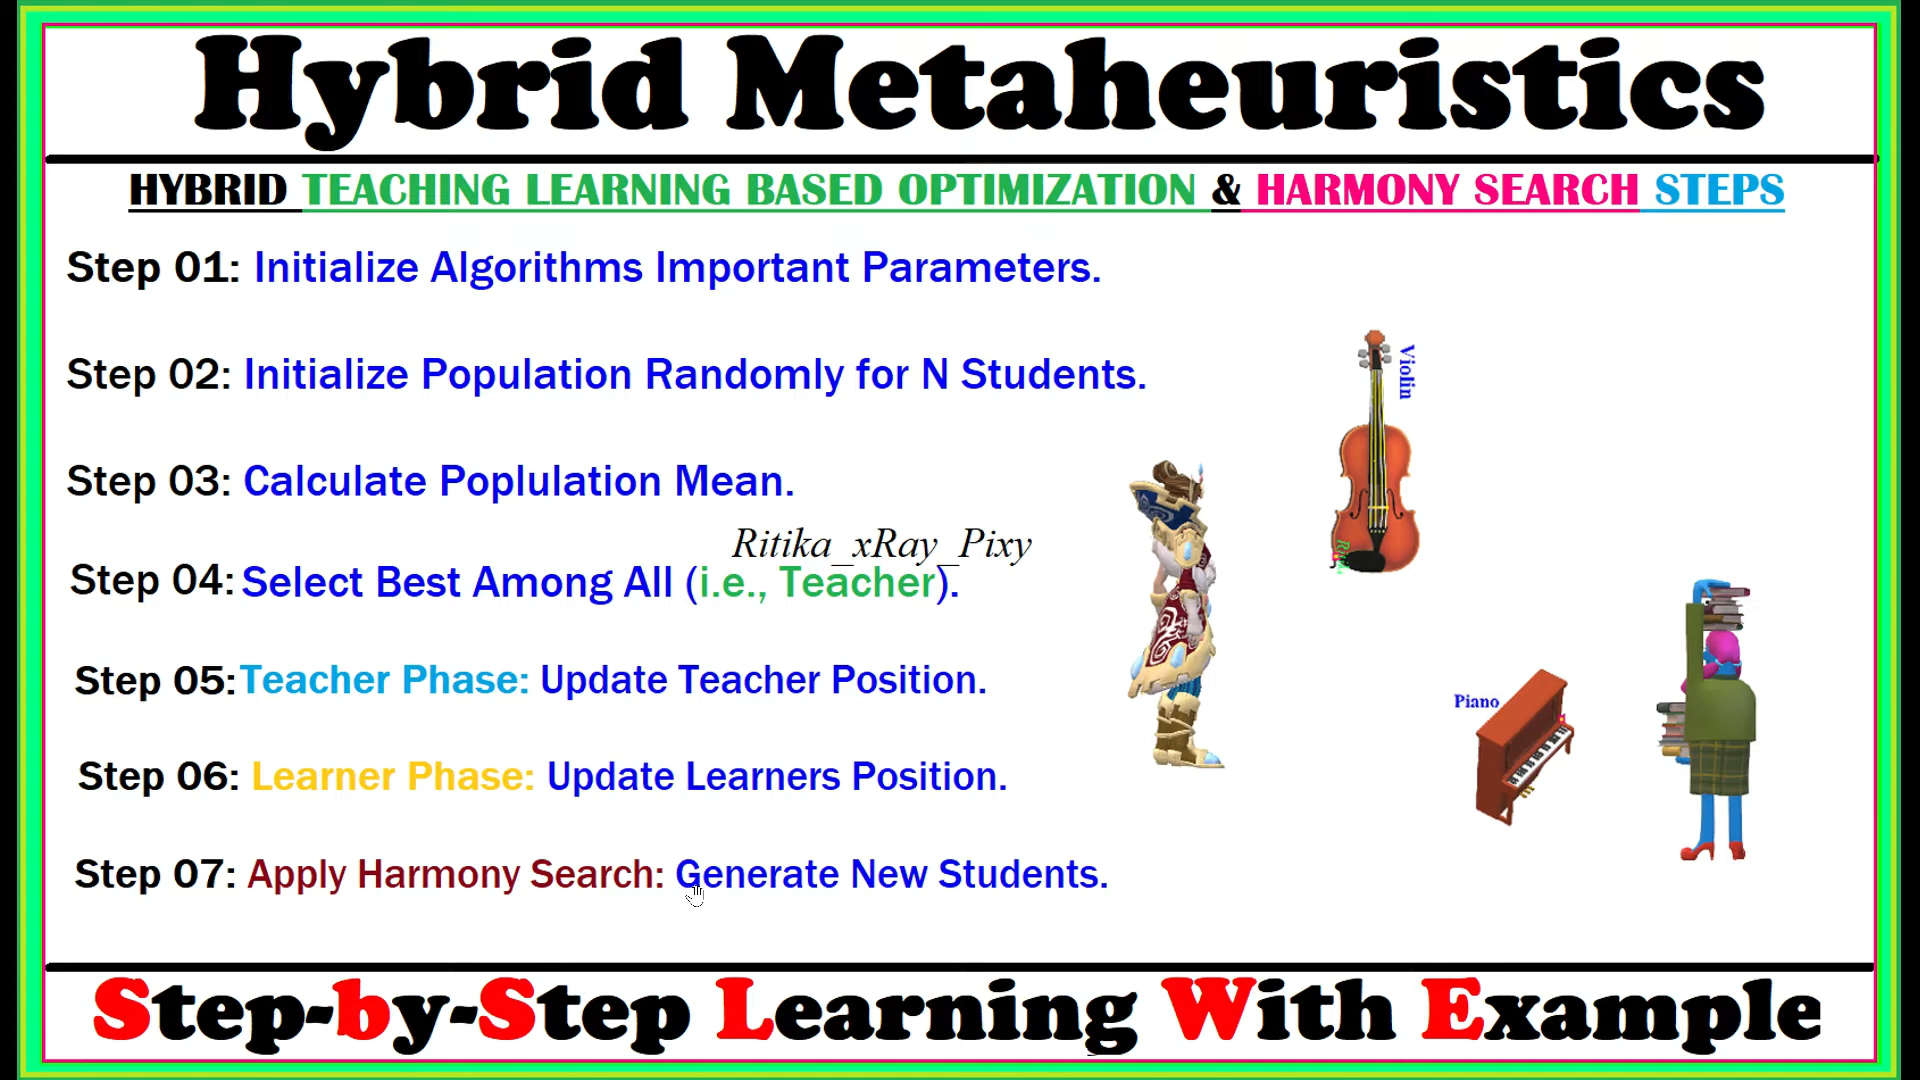 Hybrid Metaheuristics
HYBRID TEACHING LEARNING BASED OPTIMIZATION & HARMONY SEARCH STEPS
Step 01: Initialize Algorithms Important Parameters.
Step 02: Initialize Population Randomly for N Students.
Violin
Step 03: Calculate Poplulation Mean.
Ritika_xRay_Pixy
Step 04: Select Best Among All (i.e., Teacher).
Step 05: Teacher Phase: Update Teacher Position.
Piano
Step 06: Learner Phase: Update Learners Position.
Step 07: Apply Harmony Search: Generate New Students.
Step-by-Step Learning With Example